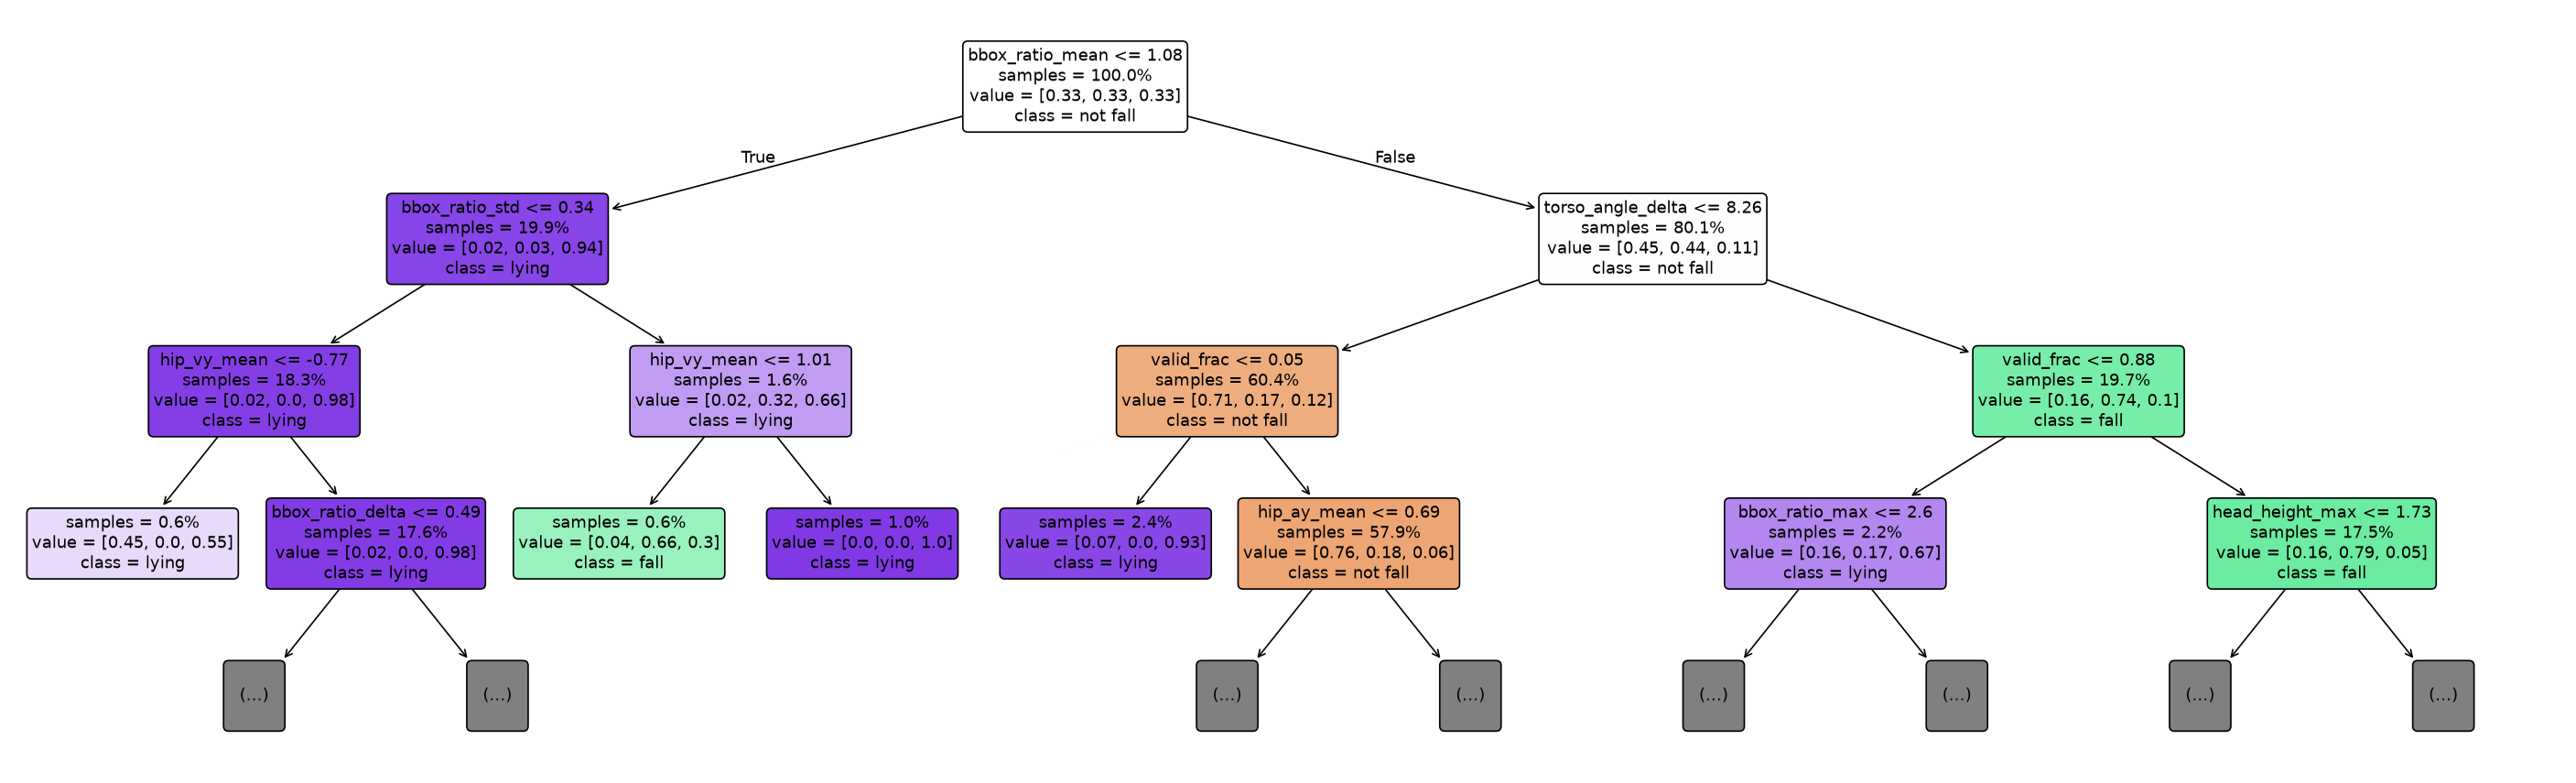 bbox_ratio_mean <= 1.08
samples = 100.0%
value = [0.33, 0.33, 0.33]
class = not fall
True
False
bbox_ratio_std <= 0.34
samples = 19.9%
value = [0.02, 0.03, 0.94]
class = lying
torso_angle_delta <= 8.26
samples = 80.1%
value = [0.45, 0.44, 0.11]
class = not fall
hip_vy_mean <= -0.77
samples = 18.3%
value = [0.02, 0.0, 0.98]
class = lying
hip_vy_mean <= 1.01
samples = 1.6%
value = [0.02, 0.32, 0.66]
class = lying
valid_frac <= 0.05
samples = 60.4%
value = [0.71, 0.17, 0.12]
class = not fall
valid_frac <= 0.88
samples = 19.7%
value = [0.16, 0.74, 0.1]
class = fall
samples = 0.6%
value = [0.45, 0.0, 0.55]
class = lying
bbox_ratio_delta <= 0.49
samples = 17.6%
value = [0.02, 0.0, 0.98]
class = lying
samples = 0.6%
value = [0.04, 0.66, 0.3]
class = fall
samples = 1.0%
value = [0.0, 0.0, 1.0]
class = lying
samples = 2.4%
value = [0.07, 0.0, 0.93]
class = lying
hip_ay_mean <= 0.69
samples = 57.9%
value = [0.76, 0.18, 0.06]
class = not fall
bbox_ratio_max <= 2.6
samples = 2.2%
value = [0.16, 0.17, 0.67]
class = lying
head_height_max <= 1.73
samples = 17.5%
value = [0.16, 0.79, 0.05]
class = fall
(...)
(...)
(...)
(...)
(...)
(...)
(...)
(...)